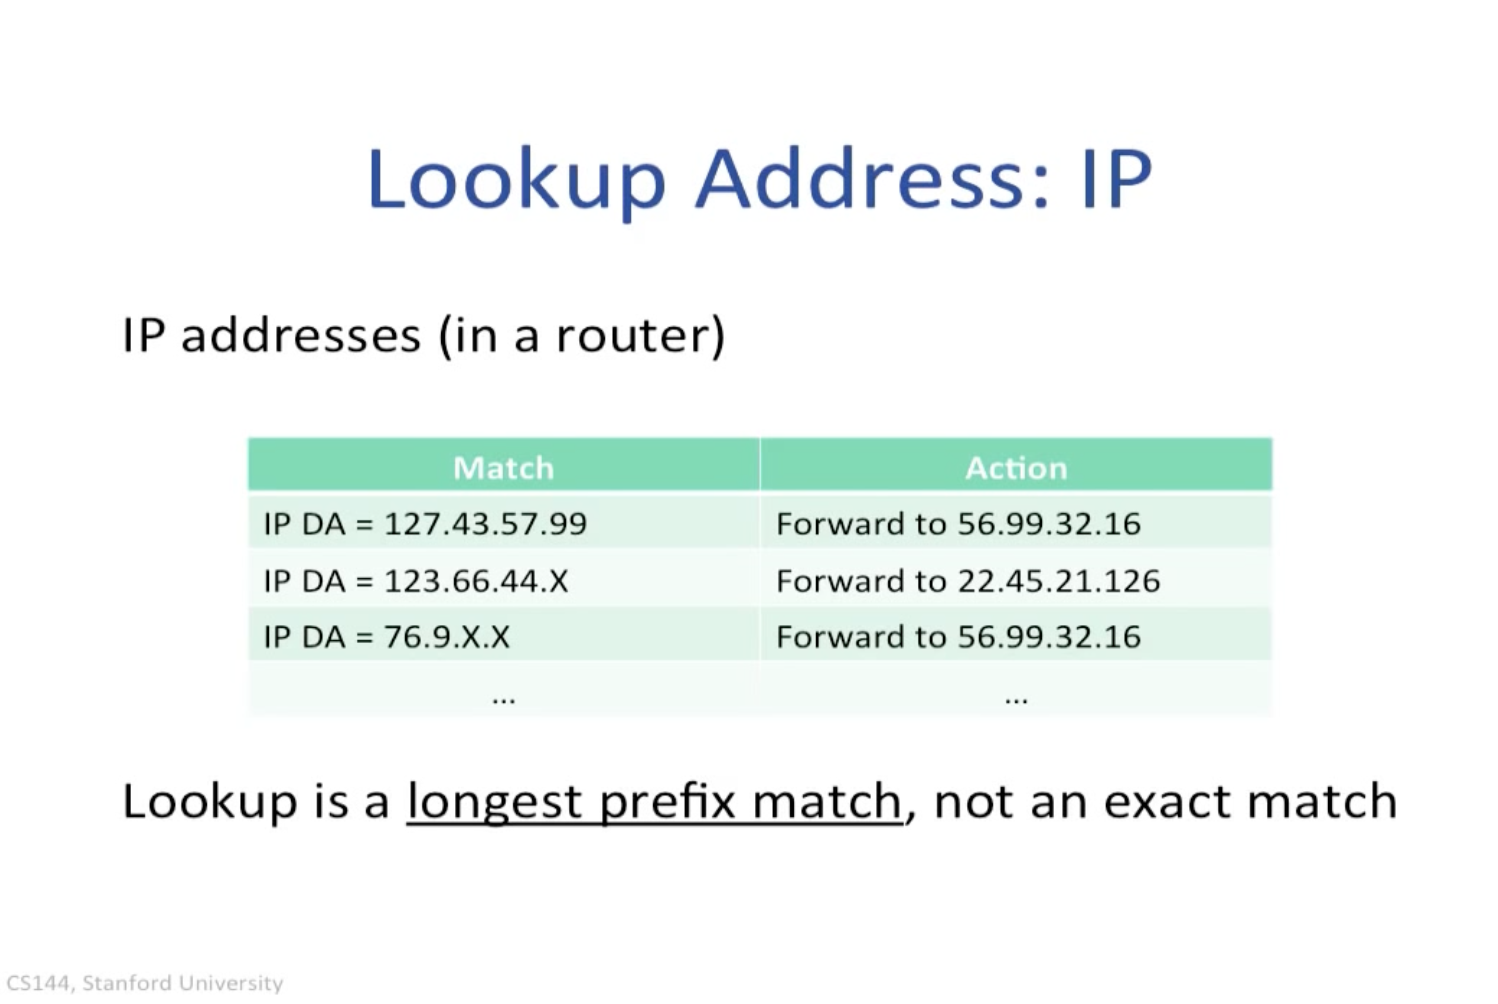 Lookup Address: IP
IP addresses (in a router)
Match Action
IP DA = 127.43.57.99 Forward to 56.99.32.16
IP DA = 123.66.44.X Forward to 22.45.21.126
IP DA = 76.9.X.X Forward to 56.99.32.16
... ...
Lookup is a longest prefix match, not an exact match
CS144, Stanford University